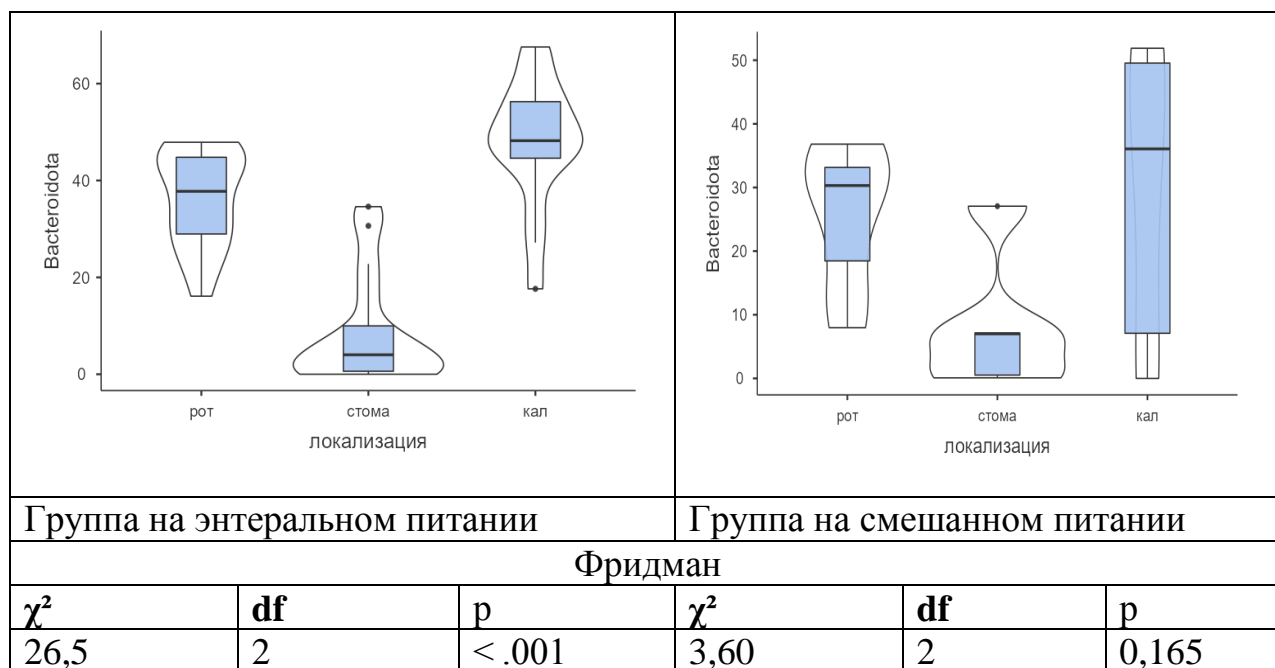 Bacteroidota
60
40
20
0
рот стома кал
локализация
Bacteroidota
50
40
30
20
10
0
рот стома кал
локализация
Группа на энтеральном питании Группа на смешанном питании
Фридман
χ² df p χ² df p
26,5 2 < .001 3,60 2 0,165